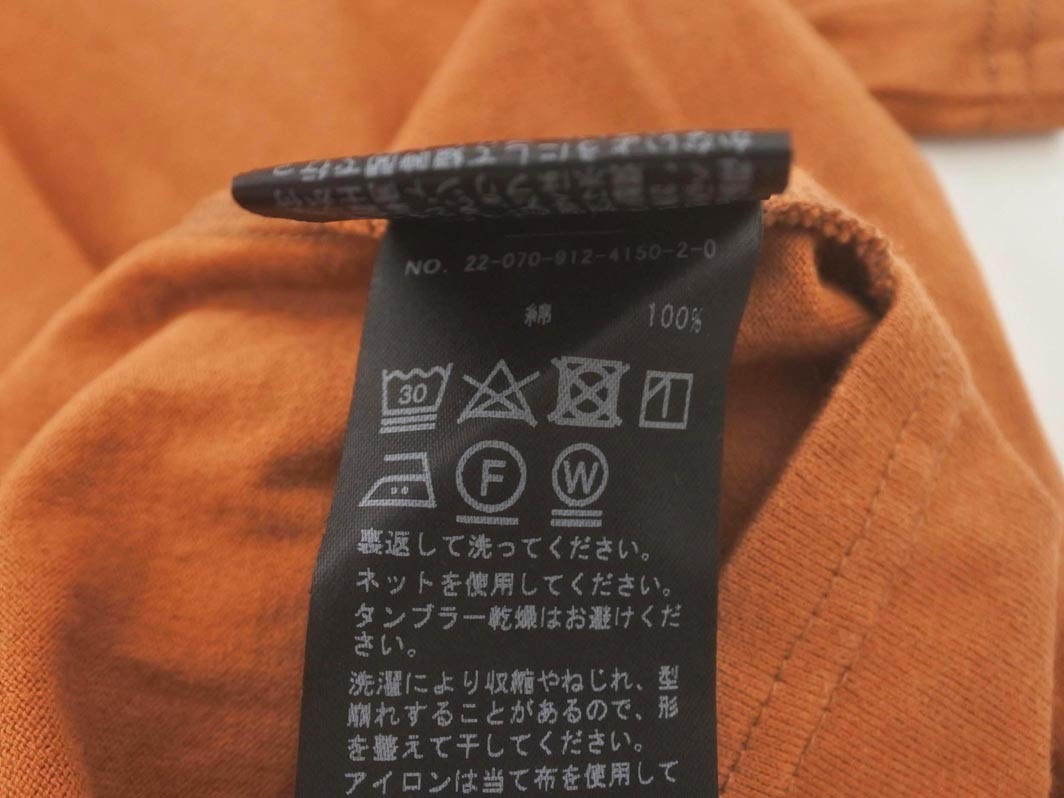 NO. 22-070-912-4150-2-0
綿 100%
30
F W
裏返して洗ってください。
ネットを使用してください。
タンブラー乾燥はお避けくだ
さい。
洗濯により収縮やねじれ、型
崩れすることがあるので、形
を整えて干してください。
アイロンは当て布を使用して